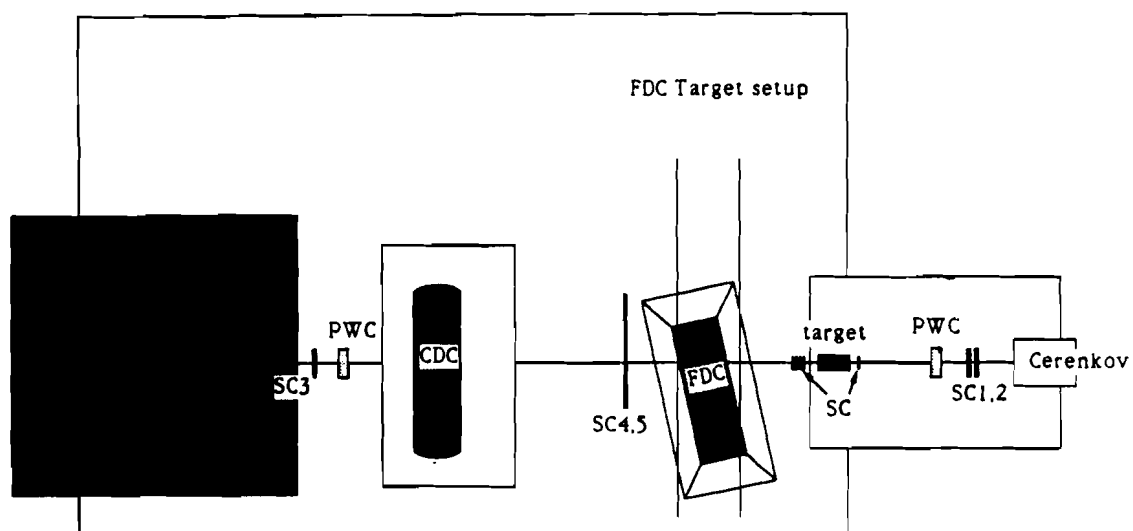 FDC Target setup
PWC
CDC
SC3
SC4,5
FDC
target
SC
PWC
SC1,2
Cerenkov